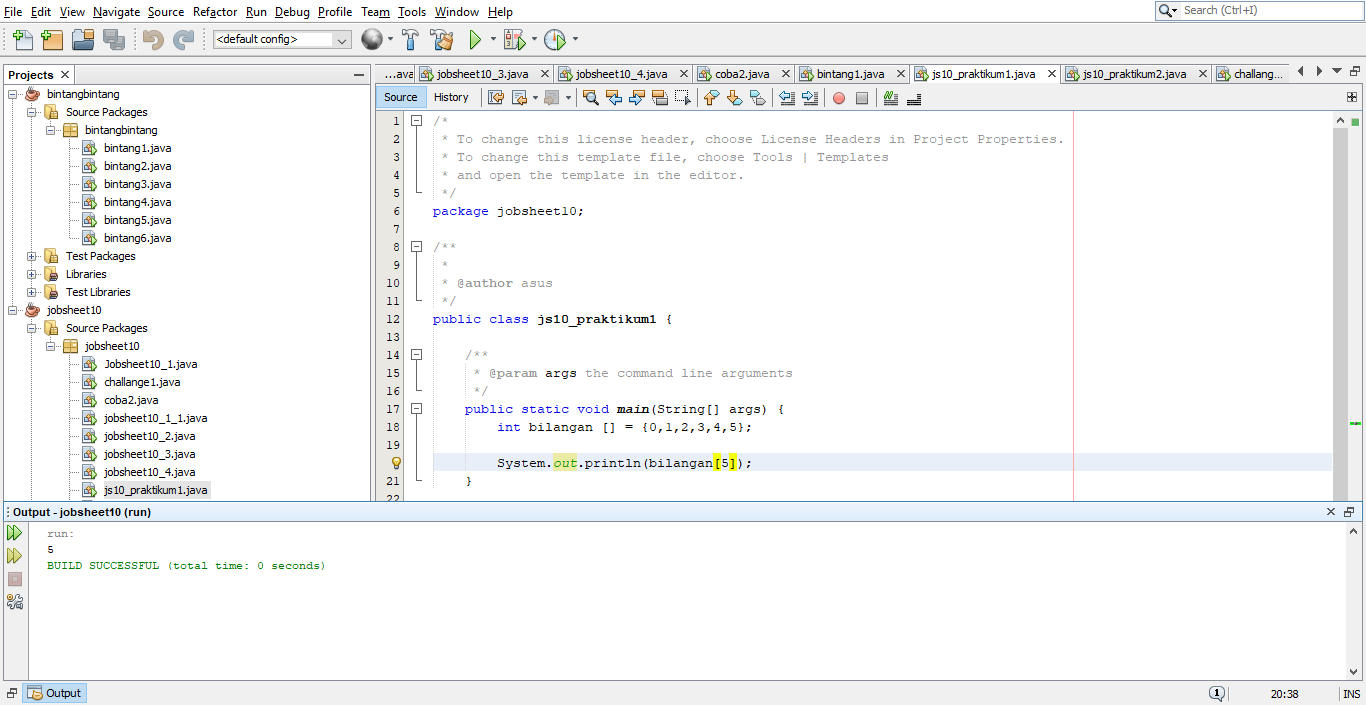 File Edit View Navigate Source Refactor Run Debug Profile Team Tools Window Help
Search (Ctrl+I)
<default config>
Projects
...ava jobsheet10_3.java jobsheet10_4.java coba2.java bintang1.java js10_praktikum1.java js10_praktikum2.java challang...
bintangbintang
Source Packages
bintangbintang
bintang1.java
bintang2.java
bintang3.java
bintang4.java
bintang5.java
bintang6.java
Test Packages
Libraries
Test Libraries
jobsheet10
Source Packages
jobsheet10
Jobsheet10_1.java
challange1.java
coba2.java
jobsheet10_1_1.java
jobsheet10_2.java
jobsheet10_3.java
jobsheet10_4.java
js10_praktikum1.java
Source History
1 /*
2 * To change this license header, choose License Headers in Project Properties.
3 * To change this template file, choose Tools | Templates
4 * and open the template in the editor.
5 */
6 package jobsheet10;
7
8 /**
9 *
10 * @author asus
11 */
12 public class js10_praktikum1 {
13
14 /**
15 * @param args the command line arguments
16 */
17 public static void main(String[] args) {
18 int bilangan [] = {0,1,2,3,4,5};
19
System.out.println(bilangan[5]);
21 }
22
Output - jobsheet10 (run)
run:
5
BUILD SUCCESSFUL (total time: 0 seconds)
Output
1
20:38
INS